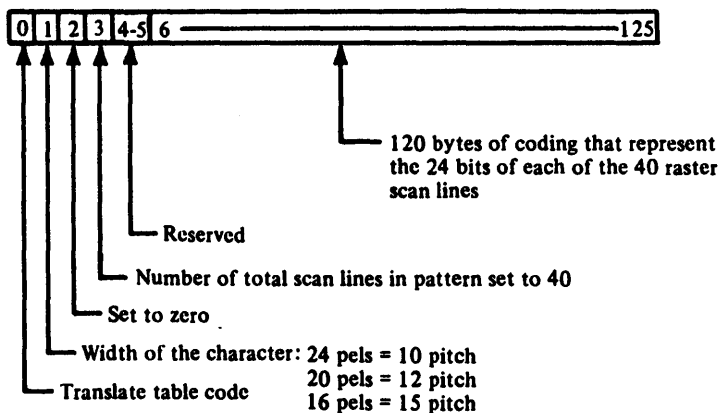 0 1 2 3 4-5 6 125
120 bytes of coding that represent
the 24 bits of each of the 40 raster
scan lines
Reserved
Number of total scan lines in pattern set to 40
Set to zero
Width of the character: 24 pels = 10 pitch
20 pels = 12 pitch
Translate table code
16 pels = 15 pitch